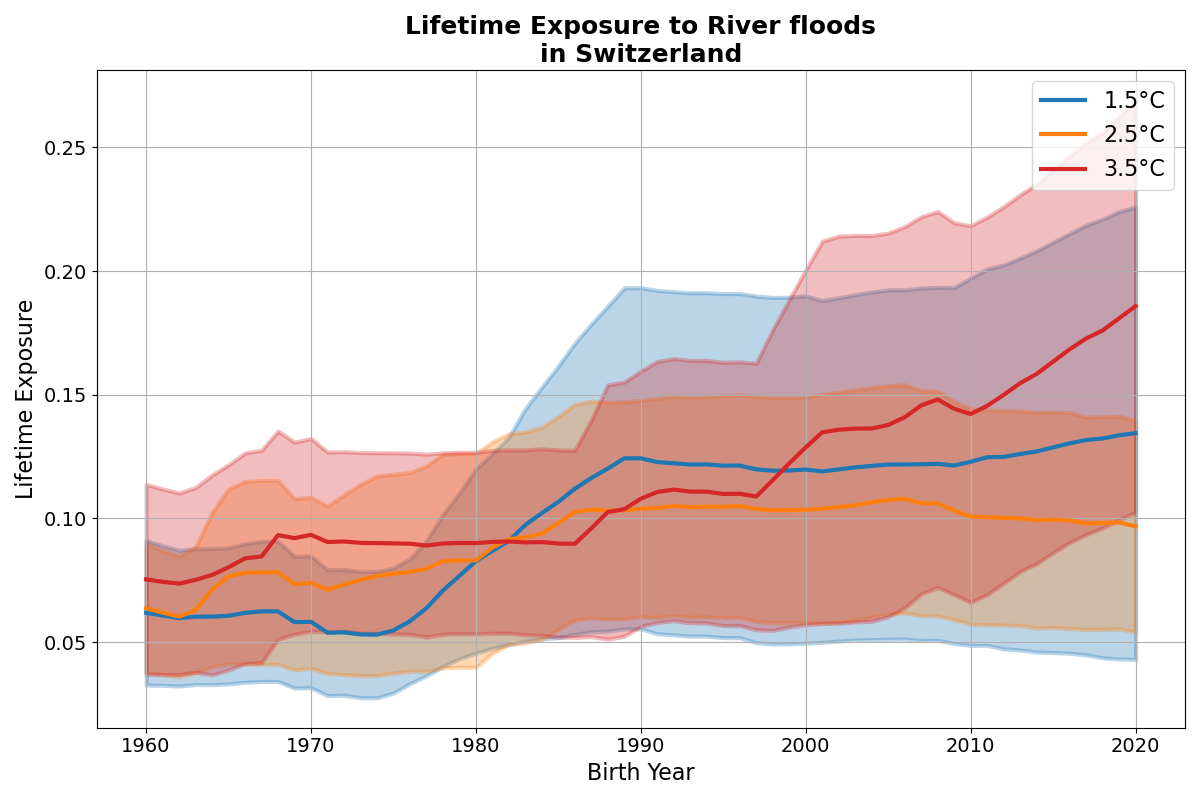 Lifetime Exposure to River floods
in Switzerland
1.5°C
2.5°C
3.5°C
Lifetime Exposure
0.25
0.20
0.15
0.10
0.05
1960 1970 1980 1990 2000 2010 2020
Birth Year